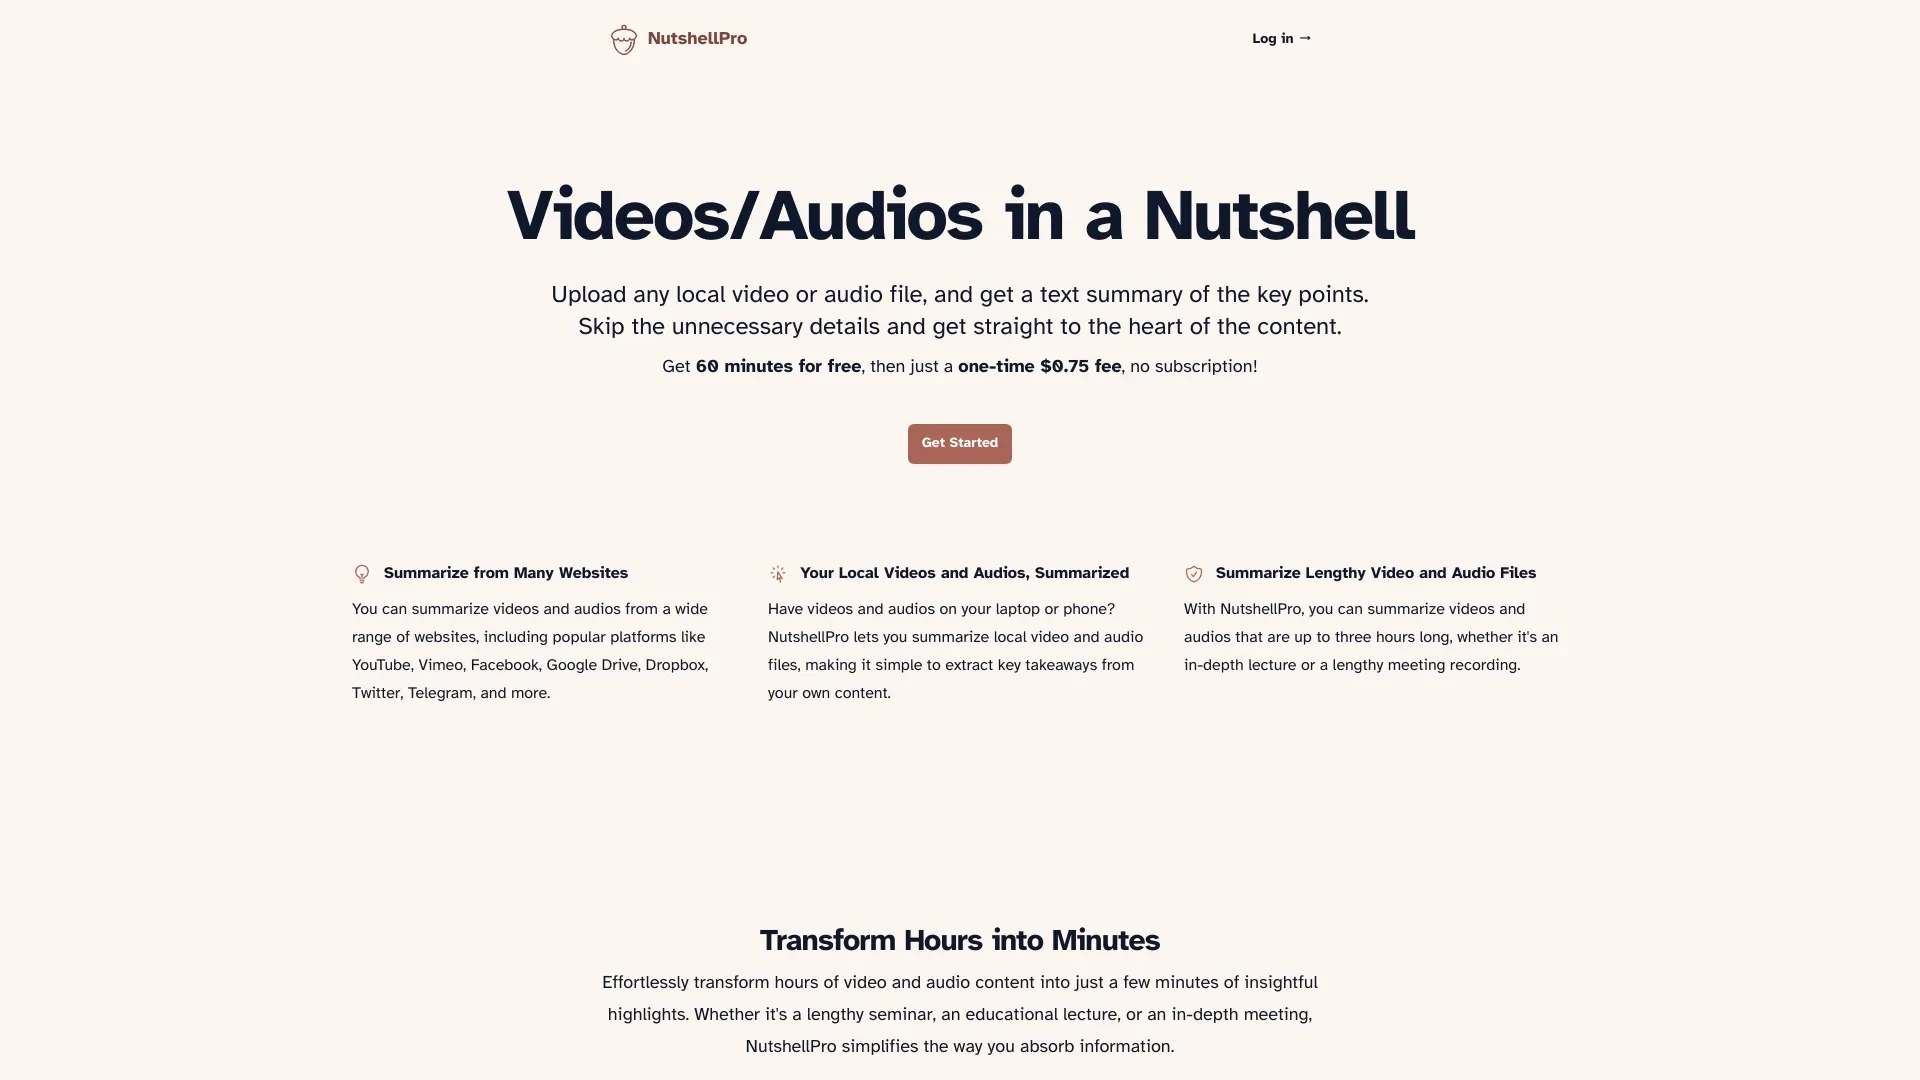 NutshellPro
Log in →
Videos/Audios in a Nutshell
Upload any local video or audio file, and get a text summary of the key points.
Skip the unnecessary details and get straight to the heart of the content.
Get 60 minutes for free, then just a one-time $0.75 fee, no subscription!
Get Started
Summarize from Many Websites
You can summarize videos and audios from a wide
range of websites, including popular platforms like
YouTube, Vimeo, Facebook, Google Drive, Dropbox,
Twitter, Telegram, and more.
Your Local Videos and Audios, Summarized
Have videos and audios on your laptop or phone?
NutshellPro lets you summarize local video and audio
files, making it simple to extract key takeaways from
your own content.
Summarize Lengthy Video and Audio Files
With NutshellPro, you can summarize videos and
audios that are up to three hours long, whether it's an
in-depth lecture or a lengthy meeting recording.
Transform Hours into Minutes
Effortlessly transform hours of video and audio content into just a few minutes of insightful
highlights. Whether it's a lengthy seminar, an educational lecture, or an in-depth meeting,
NutshellPro simplifies the way you absorb information.